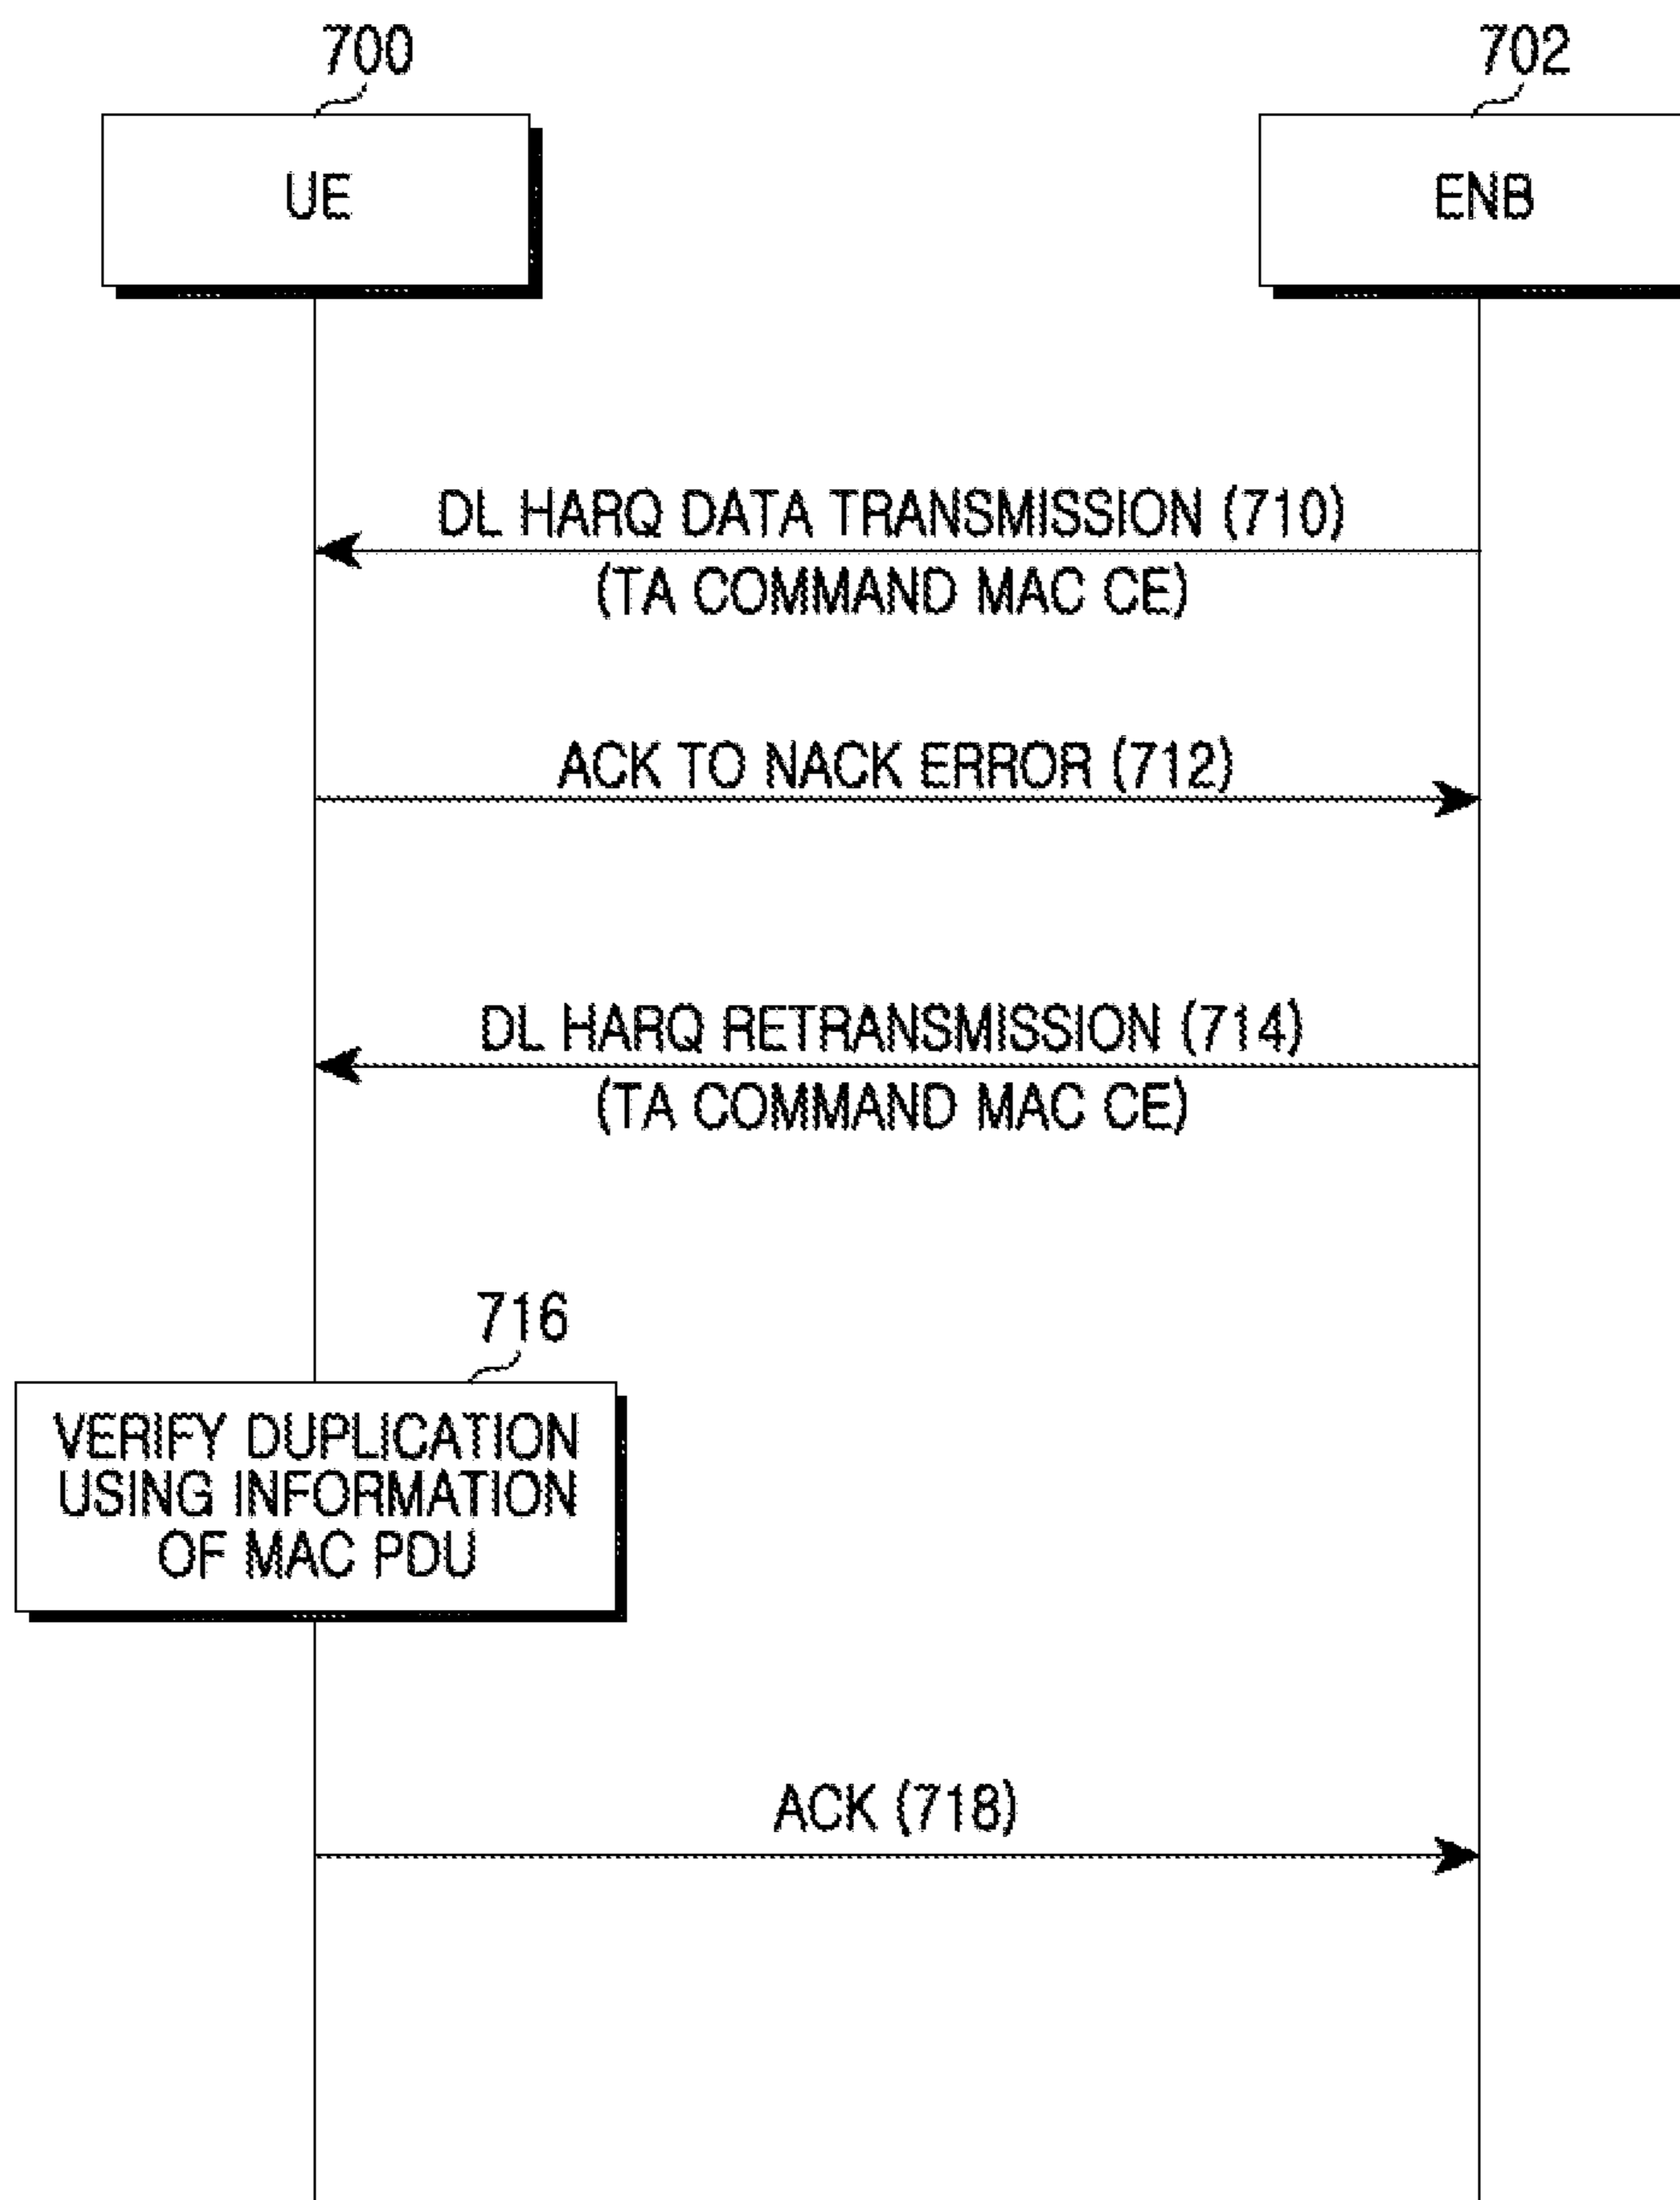 700
702
UE
ENB
DL HARQ DATA TRANSMISSION (710)
(TA COMMAND MAC CE)
ACK TO NACK ERROR (712)
DL HARQ RETRANSMISSION (714)
(TA COMMAND MAC CE)
716
VERIFY DUPLICATION
USING INFORMATION
OF MAC PDU
ACK (718)